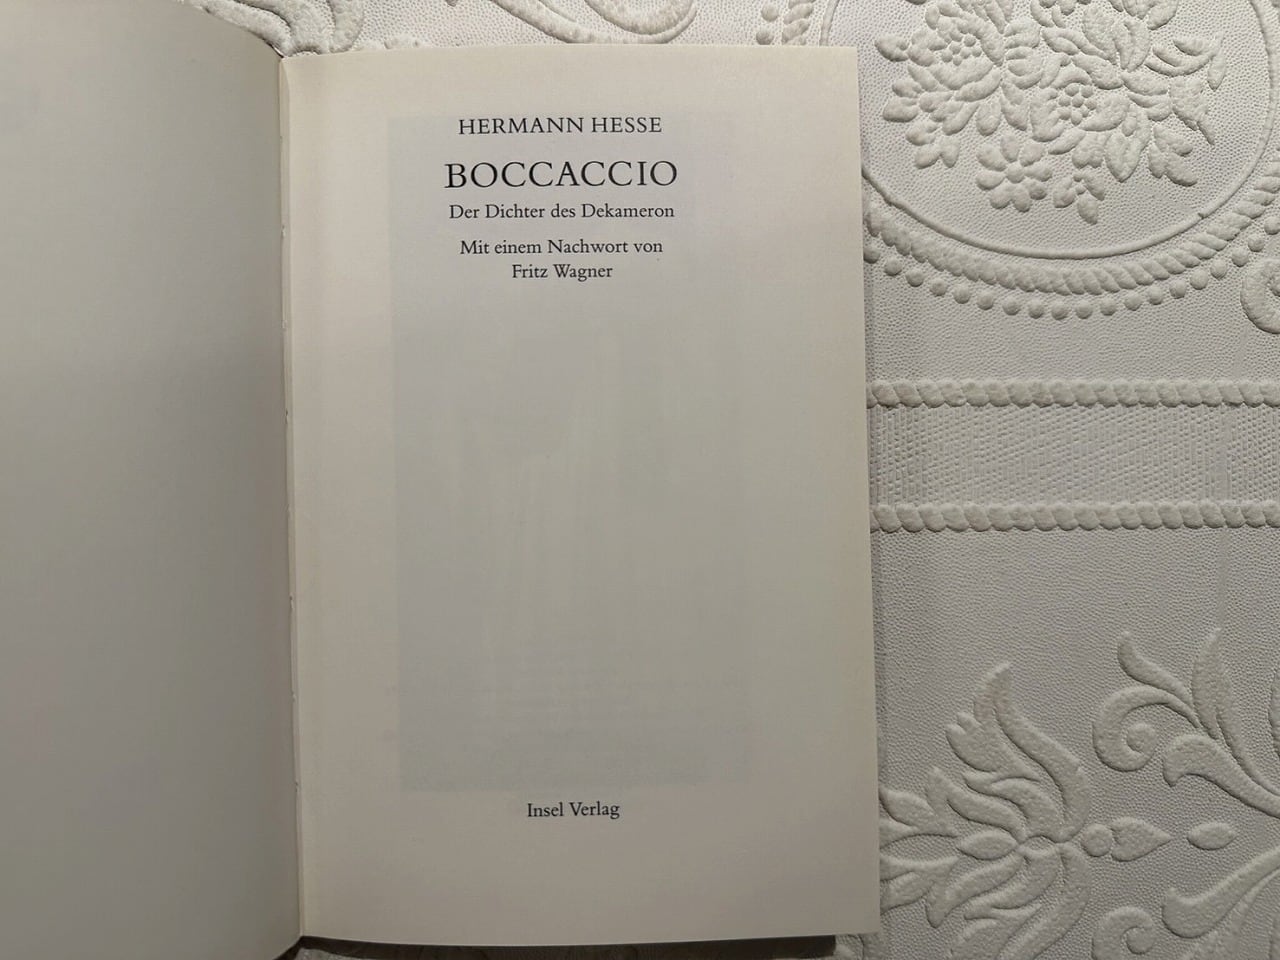 HERMANN HESSE
BOCCACCIO
Der Dichter des Dekameron
Mit einem Nachwort von
Fritz Wagner
Insel Verlag